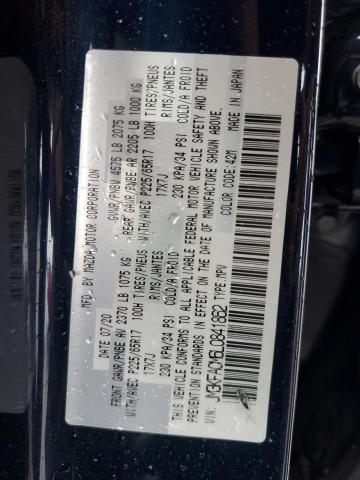 MFD BY MAZDA MOTOR CORPORATION
DATE: 07/20 GVWR/PNBV 4575 LB 2075 KG
FRONT GAWR/PNBE AV 2370 LB 1075 KG REAR GAWR/PNBE AR 2205 LB 1000 KG
WITH/AVEC P225/65R17 100H TIRES/PNEUS WITH/AVEC P225/65R17 100H TIRES/PNEUS
17X7J RIMS/JANTES 17X7J RIMS/JANTES
230 KPA/34 PSI COLD/A FROID 230 KPA/34 PSI COLD/A FROID
THIS VEHICLE CONFORMS TO ALL APPLICABLE FEDERAL MOTOR VEHICLE SAFETY AND THEFT
PREVENTION STANDARDS IN EFFECT ON THE DATE OF MANUFACTURE SHOWN ABOVE.
VIN: JM3KFADM6L0841862 TYPE:MPV COLOR CODE:42M MADE IN JAPAN